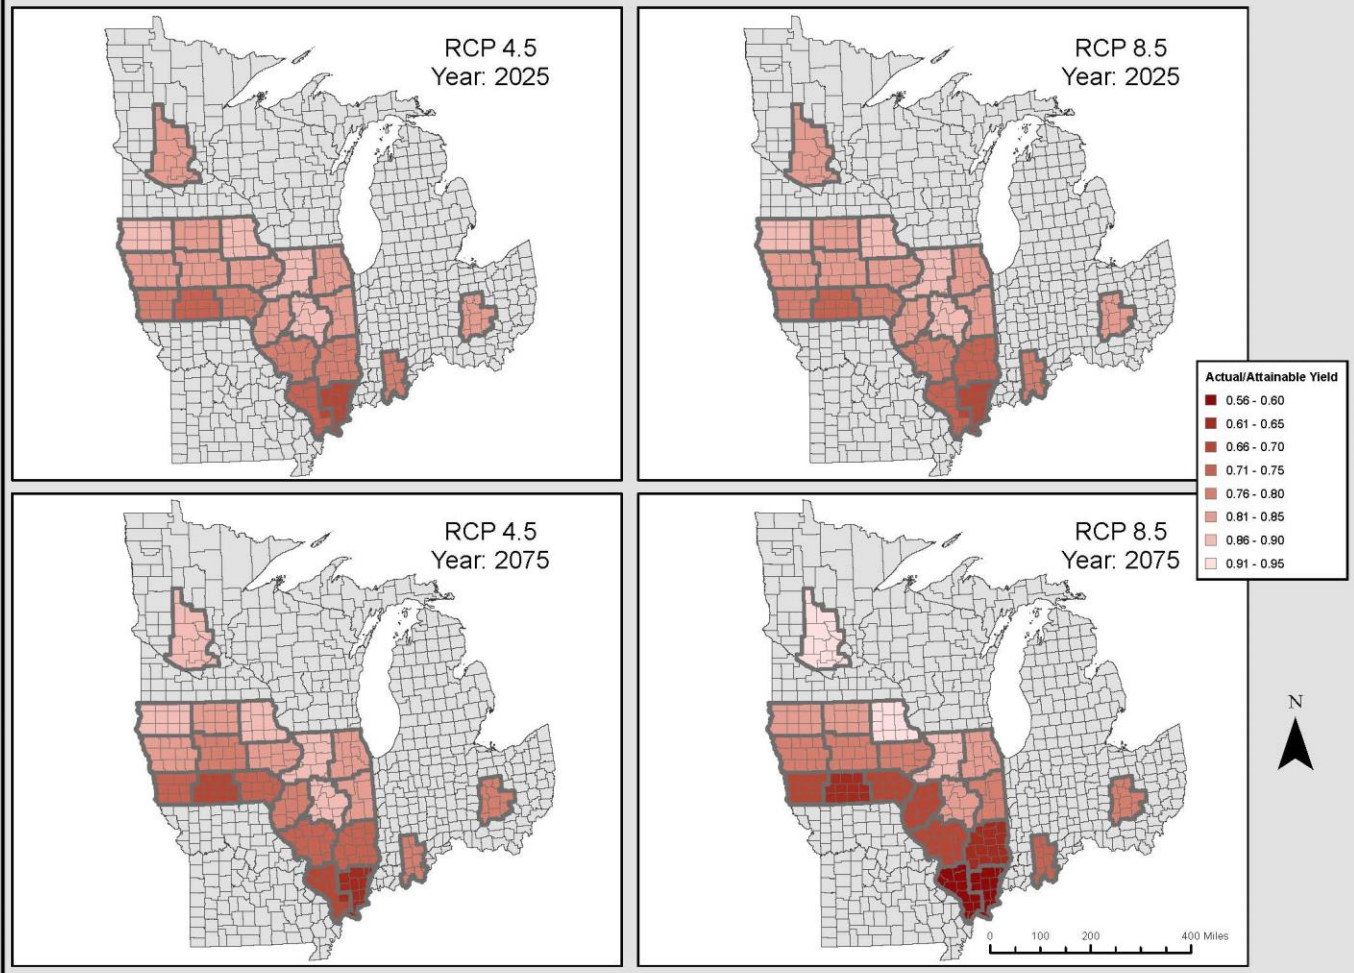 RCP 4.5
Year: 2025
RCP 8.5
Year: 2025
Actual/Attainable Yield
0.56 - 0.60
0.61 - 0.65
0.66 - 0.70
0.71 - 0.75
0.76 - 0.80
0.81 - 0.85
0.86 - 0.90
0.91 - 0.95
RCP 4.5
Year: 2075
RCP 8.5
Year: 2075
N
0 100 200 400 Miles